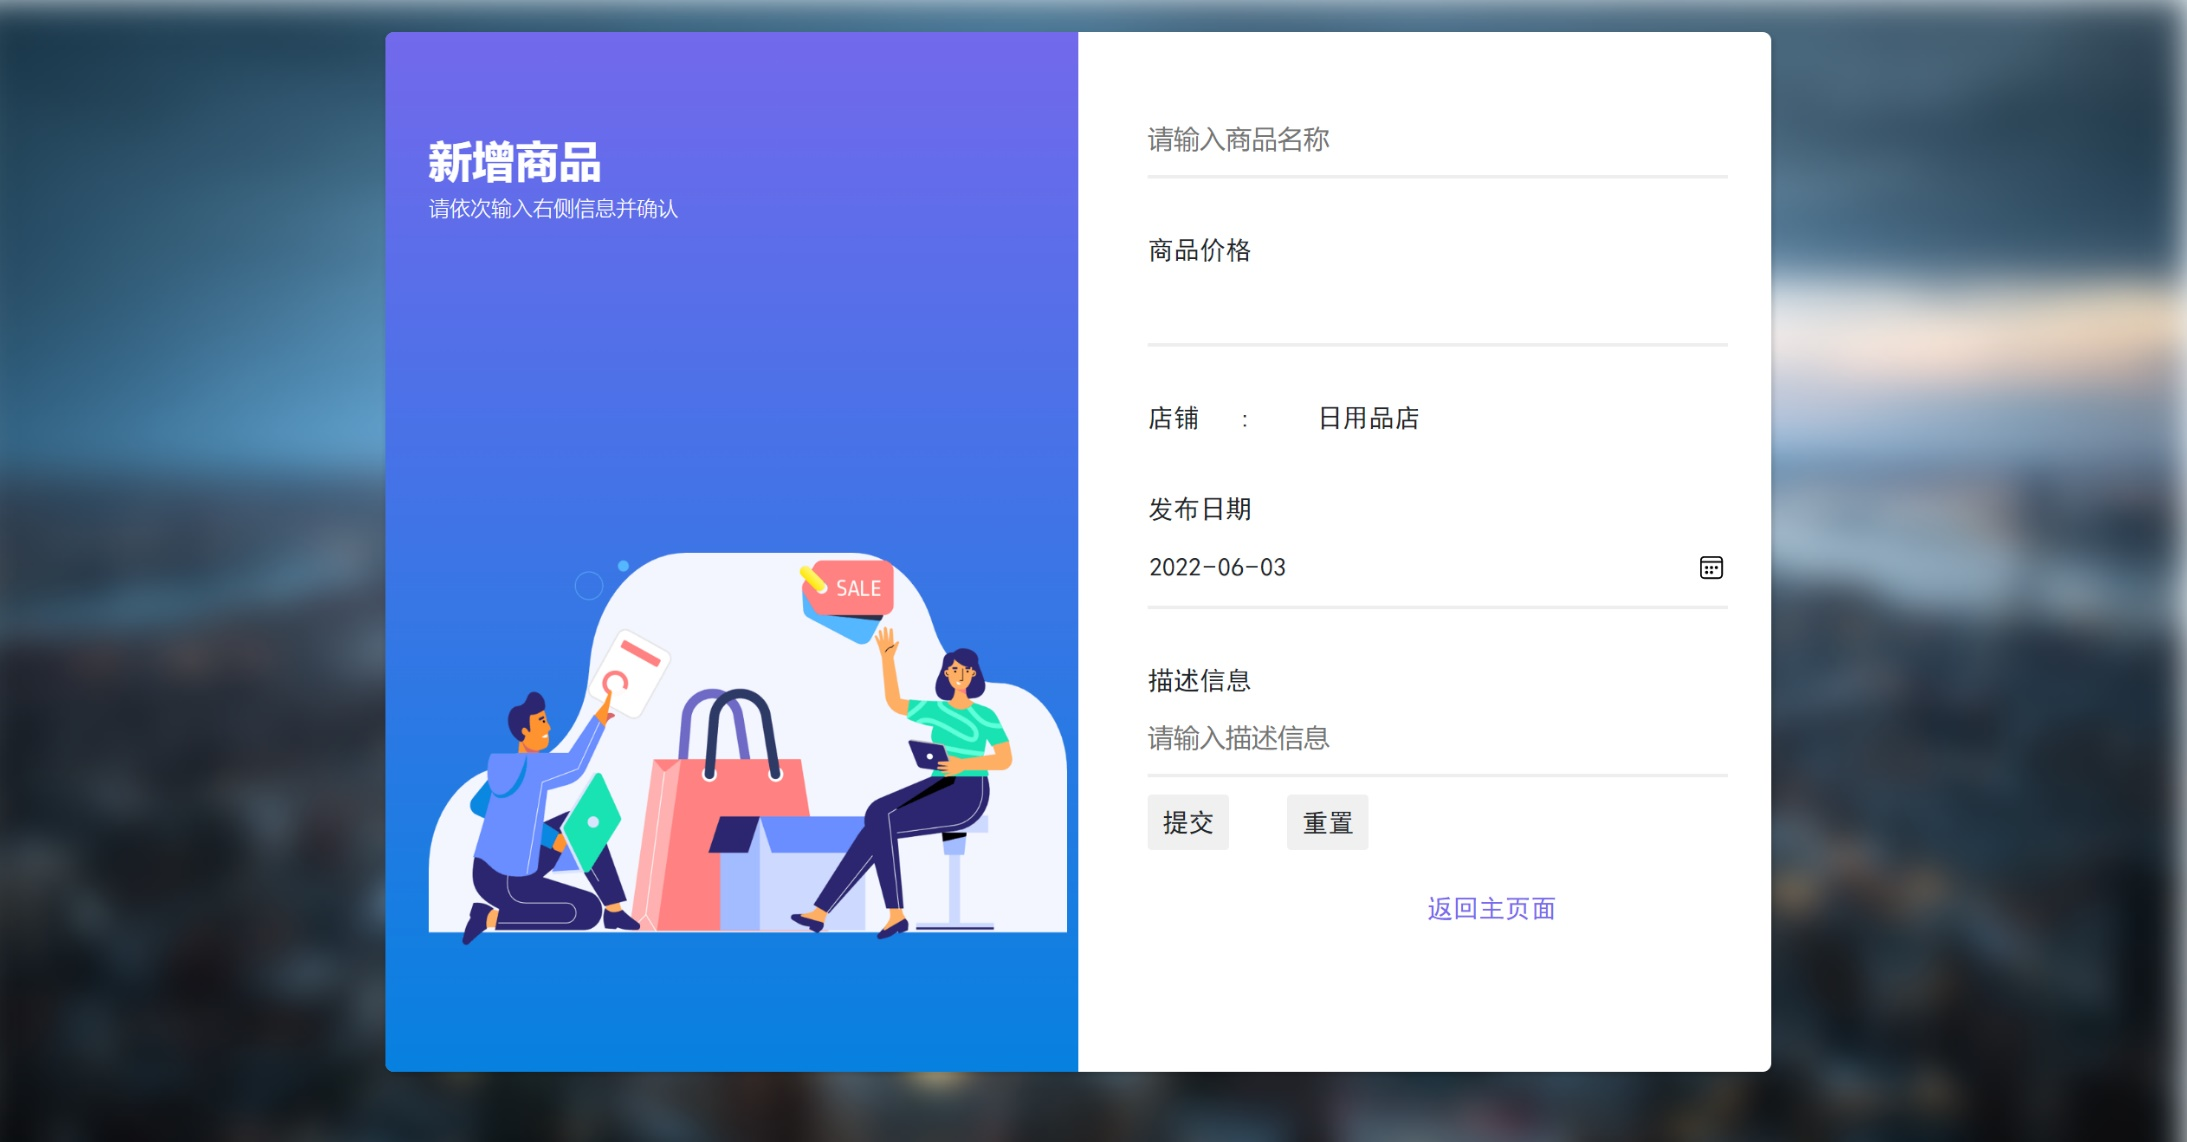 新增商品
请依次输入右侧信息并确认
SALE
请输入商品名称
商品价格
店铺 : 日用品店
发布日期
2022-06-03
描述信息
请输入描述信息
提交 重置
返回主页面